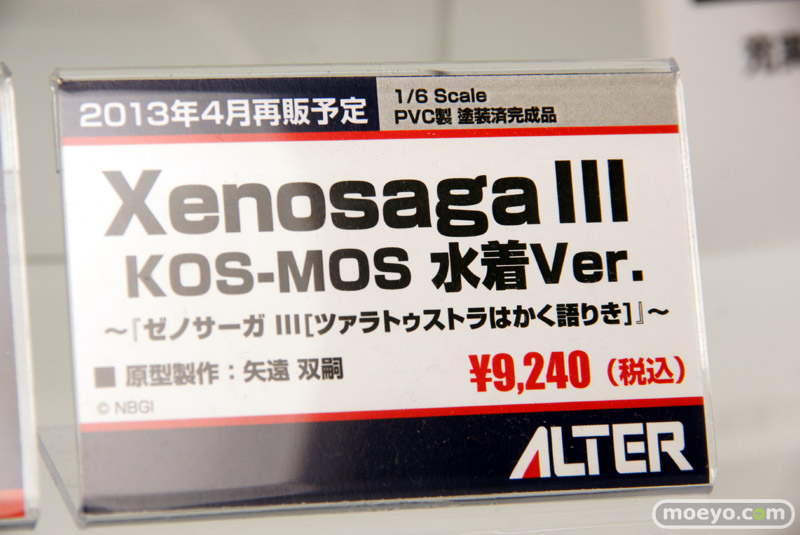 2013年4月再販予定
1/6 Scale
PVC製 塗装済完成品
Xenosaga III
KOS-MOS 水着Ver.
～『ゼノサーガ III[ツァラトゥストラはかく語りき]』～
■ 原型製作：矢遠 双嗣
¥9,240（税込）
© NBGI
ALTER
moeyo.com